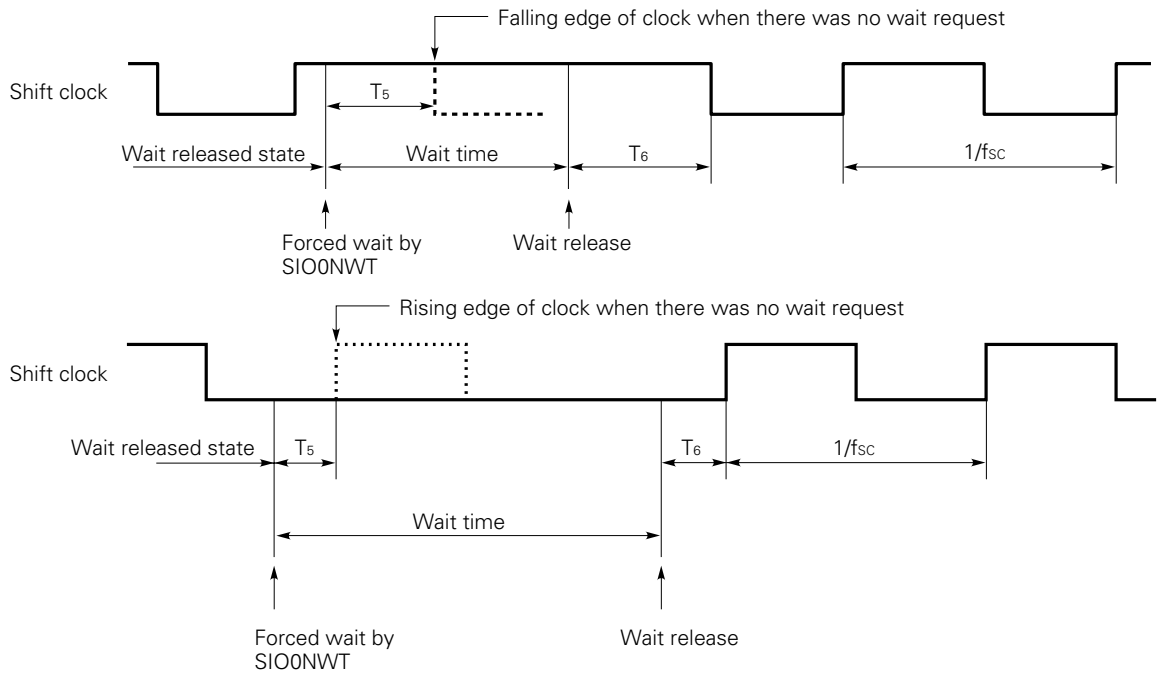 Falling edge of clock when there was no wait request
Shift clock
T5
Wait released state
Wait time
T6
1/fSC
Forced wait by
SIO0NWT
Wait release
Rising edge of clock when there was no wait request
Shift clock
Wait released state
T5
T6
1/fSC
Wait time
Forced wait by
SIO0NWT
Wait release